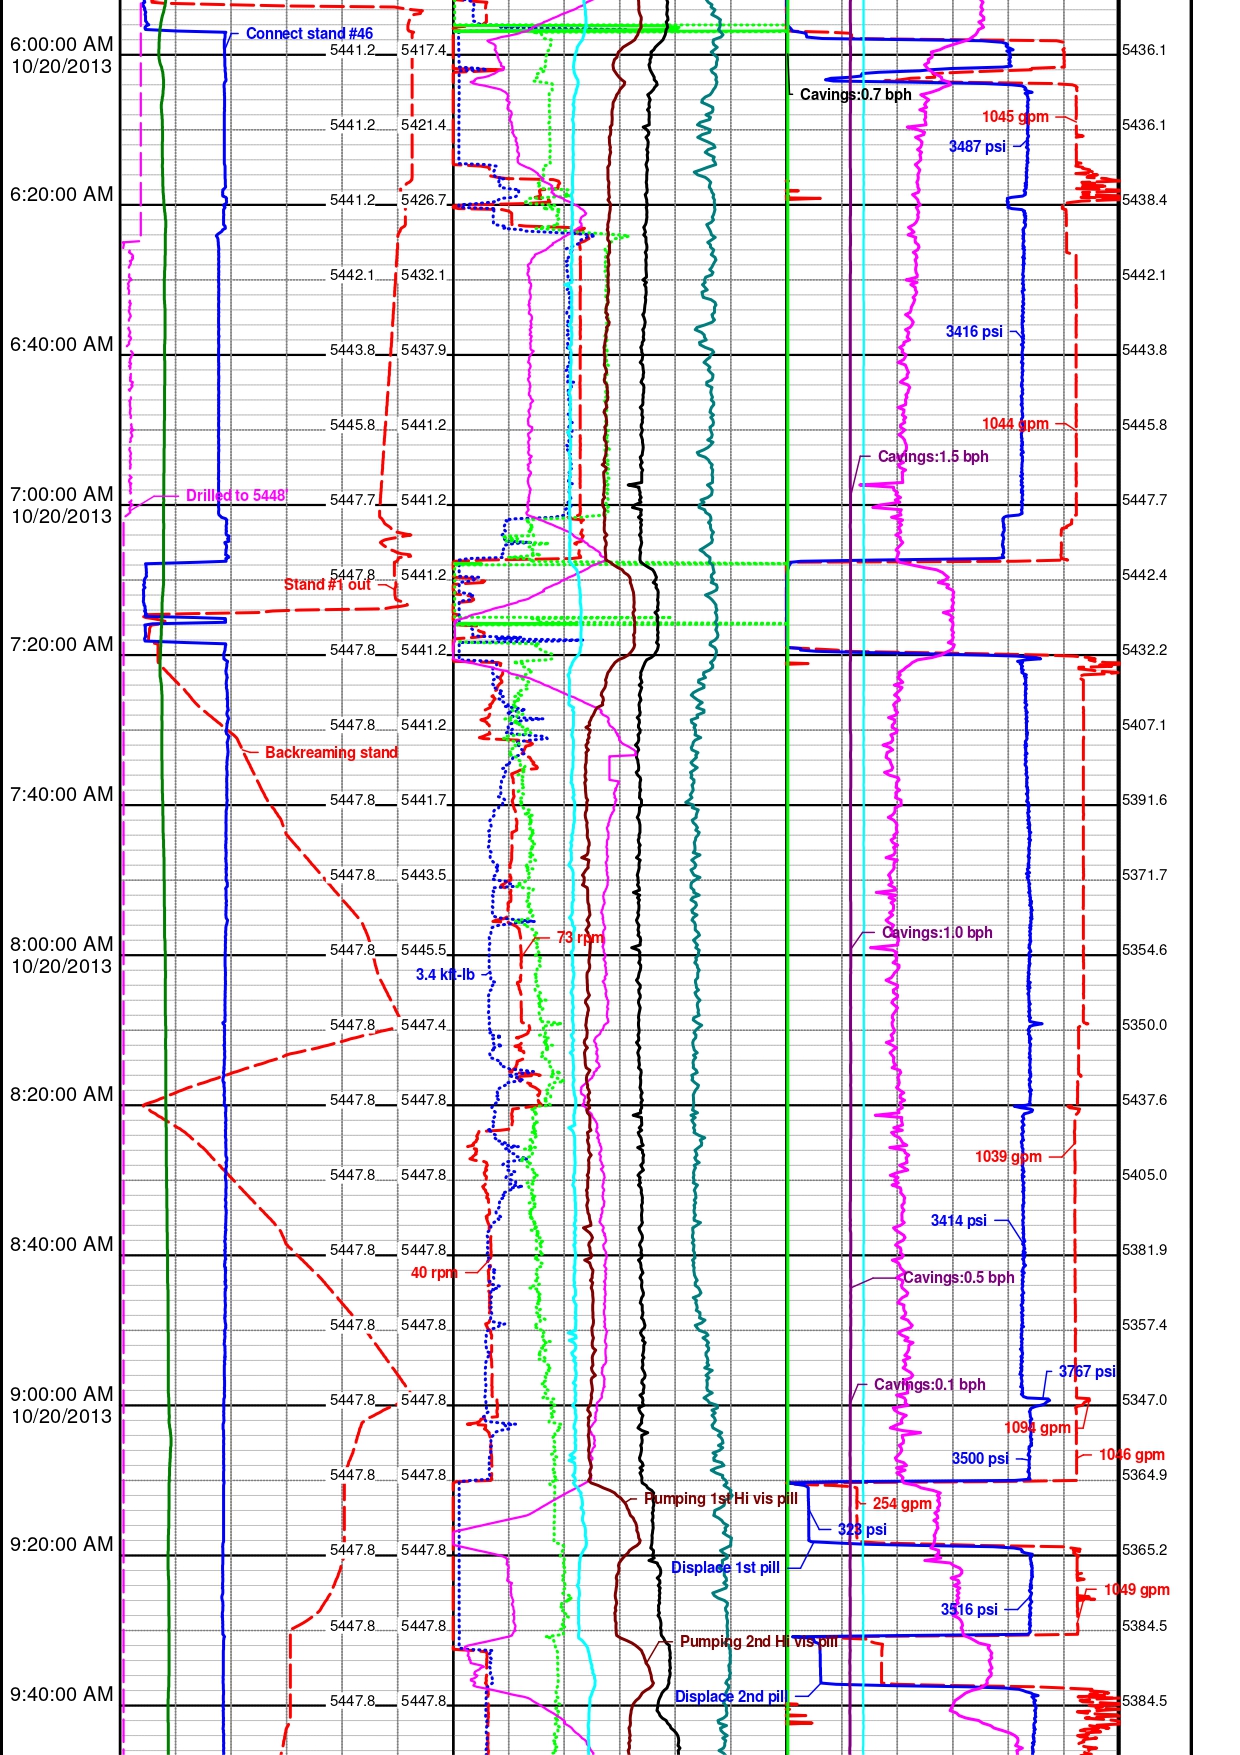 Connect stand #46
6:00:00 AM 5441.2 5417.4 5436.1
10/20/2013
Cavings:0.7 bph
1045 gpm
5441.2 5421.4 5436.1
3487 psi
6:20:00 AM 5441.2 5426.7 5438.4
5442.1 5432.1 5442.1
3416 psi
6:40:00 AM 5443.8 5437.9 5443.8
5445.8 5441.2 1044 gpm 5445.8
Cavings:1.5 bph
7:00:00 AM Drilled to 5448 5447.7 5441.2 5447.7
10/20/2013
5447.8 5441.2 5442.4
Stand #1 out
7:20:00 AM 5447.8 5441.2 5432.2
5447.8 5441.2 5407.1
Backreaming stand
7:40:00 AM 5447.8 5441.7 5391.6
5447.8 5443.5 5371.7
73 rpm Cavings:1.0 bph
8:00:00 AM 5447.8 5445.5 5354.6
10/20/2013
3.4 kft-lb
5447.8 5447.4 5350.0
8:20:00 AM 5447.8 5447.8 5437.6
1039 gpm
5447.8 5447.8 5405.0
3414 psi
8:40:00 AM 5447.8 5447.8 5381.9
40 rpm Cavings:0.5 bph
5447.8 5447.8 5357.4
3767 psi
Cavings:0.1 bph
9:00:00 AM 5447.8 5447.8 5347.0
10/20/2013
1094 gpm
1046 gpm
3500 psi
5447.8 5447.8 5364.9
Pumping 1st Hi vis pill 254 gpm
323 psi
9:20:00 AM 5447.8 5447.8 5365.2
Displace 1st pill
1049 gpm
3516 psi
5447.8 5447.8 5384.5
Pumping 2nd Hi vis pill
9:40:00 AM 5447.8 5447.8 Displace 2nd pill 5384.5